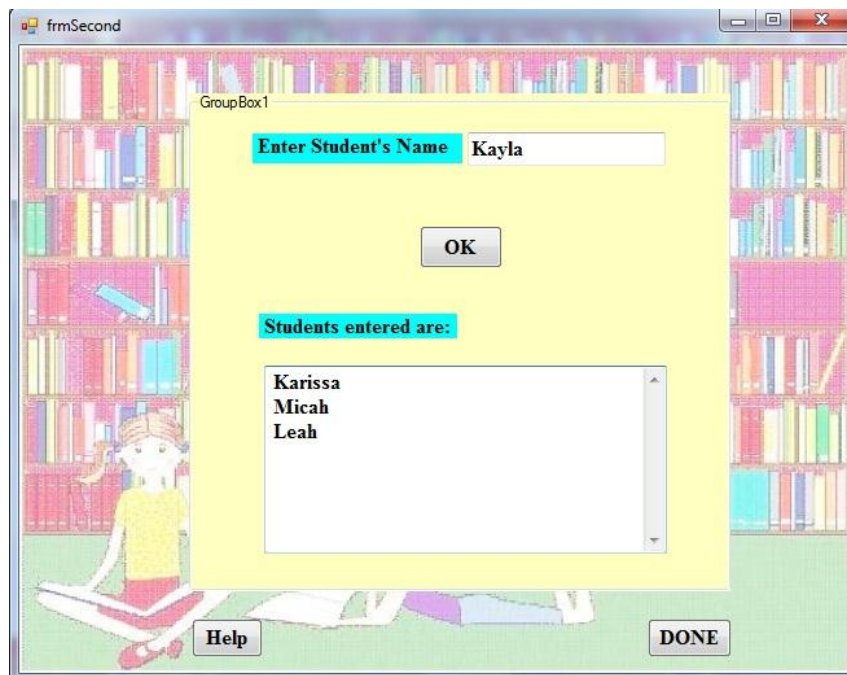 frmSecond
GroupBox1
Enter Student's Name Kayla
OK
Students entered are:
Karissa
Micah
Leah
Help DONE